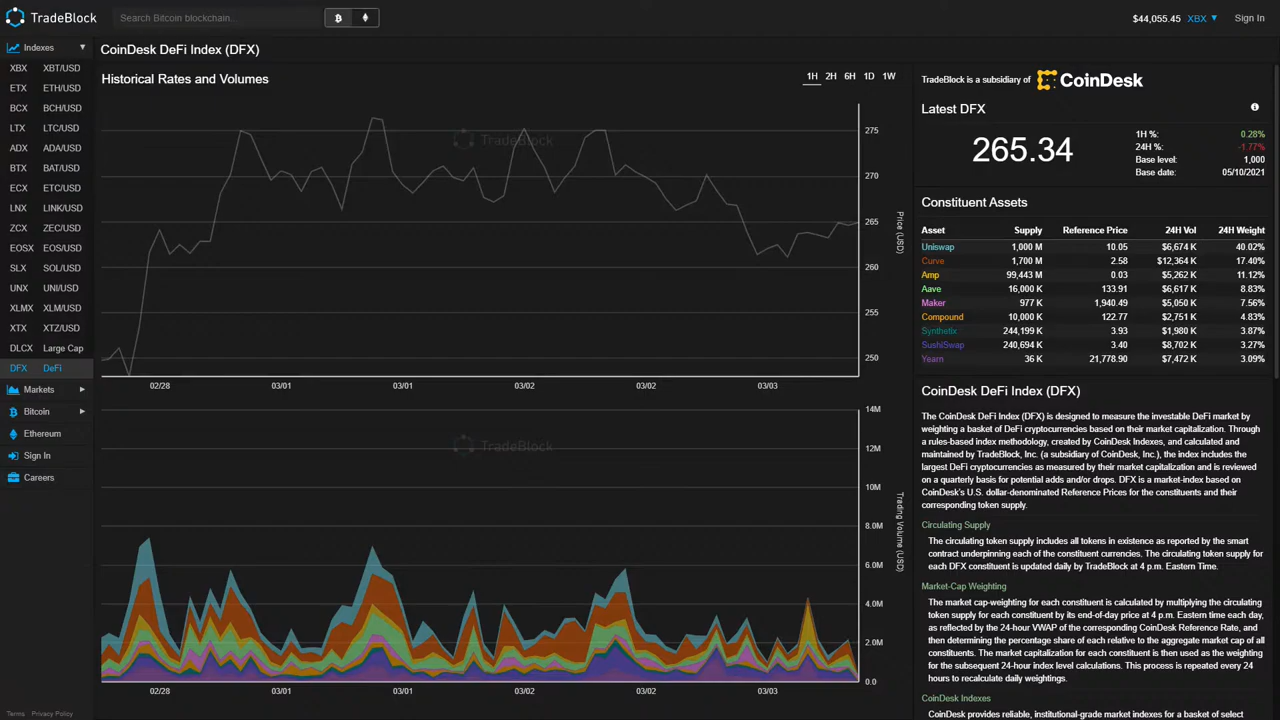 TradeBlock
Search Bitcoin blockchain...
$44,055.45 XBX ▼ Sign In
Indexes ▼
XBX XBT/USD
ETX ETH/USD
BCX BCH/USD
LTX LTC/USD
ADX ADA/USD
BTX BAT/USD
ECX ETC/USD
LNX LINK/USD
ZCX ZEC/USD
EOSX EOS/USD
SLX SOL/USD
UNX UNI/USD
XLMX XLM/USD
XTX XTZ/USD
DLCX Large Cap
DFX DeFi
Markets
Bitcoin
Ethereum
Sign In
Careers
Terms Privacy Policy
CoinDesk DeFi Index (DFX)
Historical Rates and Volumes
1H 2H 6H 1D 1W
TradeBlock
275
270
265
260
255
250
Price (USD)
02/28 03/01 03/01 03/02 03/02 03/03
TradeBlock
14M
12M
10M
8.0M
6.0M
4.0M
2.0M
0.0
Trading Volume (USD)
02/28 03/01 03/01 03/02 03/02 03/03
TradeBlock is a subsidiary of CoinDesk
Latest DFX
265.34
1H %: 0.28%
24H %: -1.77%
Base level: 1,000
Base date: 05/10/2021
Constituent Assets
Asset Supply Reference Price 24H Vol 24H Weight
Uniswap 1,000 M 10.05 $6,674 K 40.02%
Curve 1,700 M 2.58 $12,364 K 17.40%
Amp 99,443 M 0.03 $5,262 K 11.12%
Aave 16,000 K 133.91 $6,617 K 8.83%
Maker 977 K 1,940.49 $5,050 K 7.56%
Compound 10,000 K 122.77 $2,751 K 4.83%
Synthetix 244,199 K 3.93 $1,980 K 3.87%
SushiSwap 240,694 K 3.40 $8,702 K 3.27%
Yearn 36 K 21,778.90 $7,472 K 3.09%
CoinDesk DeFi Index (DFX)
The CoinDesk DeFi Index (DFX) is designed to measure the investable DeFi market by
weighting a basket of DeFi cryptocurrencies based on their market capitalization. Through
a rules-based index methodology, created by CoinDesk Indexes, and calculated and
maintained by TradeBlock, Inc. (a subsidiary of CoinDesk, Inc.), the index includes the
largest DeFi cryptocurrencies as measured by their market capitalization and is reviewed
on a quarterly basis for potential adds and/or drops. DFX is a market-index based on
CoinDesk's U.S. dollar-denominated Reference Prices for the constituents and their
corresponding token supply.
Circulating Supply
The circulating token supply includes all tokens in existence as reported by the smart
contract underpinning each of the constituent currencies. The circulating token supply for
each DFX constituent is updated daily by TradeBlock at 4 p.m. Eastern Time.
Market-Cap Weighting
The market cap-weighting for each constituent is calculated by multiplying the circulating
token supply for each constituent by its end-of-day price at 4 p.m. Eastern time each day,
as reflected by the 24-hour VWAP of the corresponding CoinDesk Reference Rate, and
then determining the percentage share of each relative to the aggregate market cap of all
constituents. The market capitalization for each constituent is then used as the weighting
for the subsequent 24-hour index level calculations. This process is repeated every 24
hours to recalculate daily weightings.
CoinDesk Indexes
CoinDesk provides reliable, institutional-grade market indexes for a basket of select